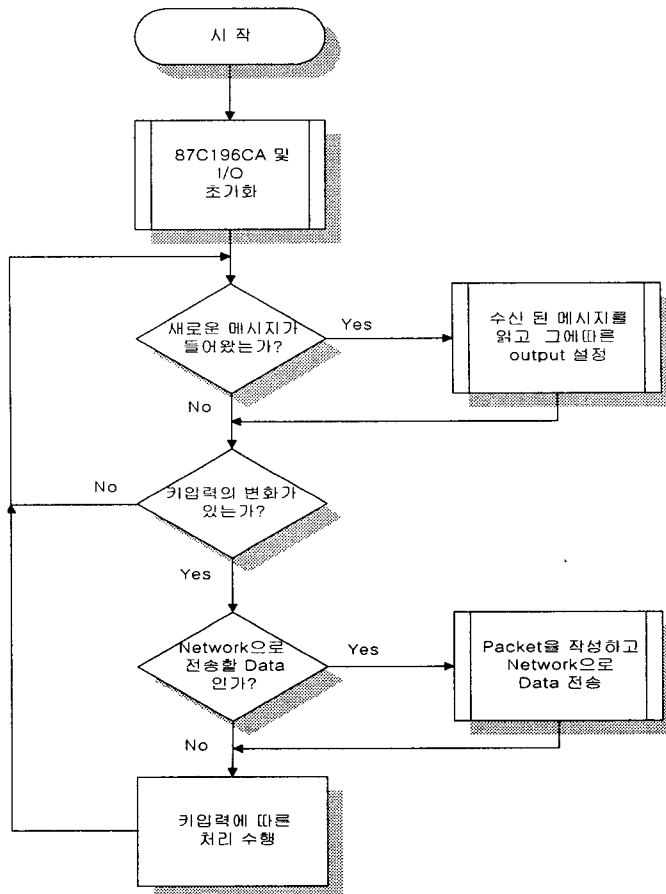 시 작
87C196CA 및
I/O
초기화
새로운 메시지가
들어왔는가?
Yes
수산 된 메시지를
읽고 그에따른
output 설정
No
키입력의 변화가
있는가?
No
Yes
Network으로
전송할 Data
인가?
Yes
Packet을 작성하고
Network으로
Data 전송
No
키입력에 따른
처리 수행